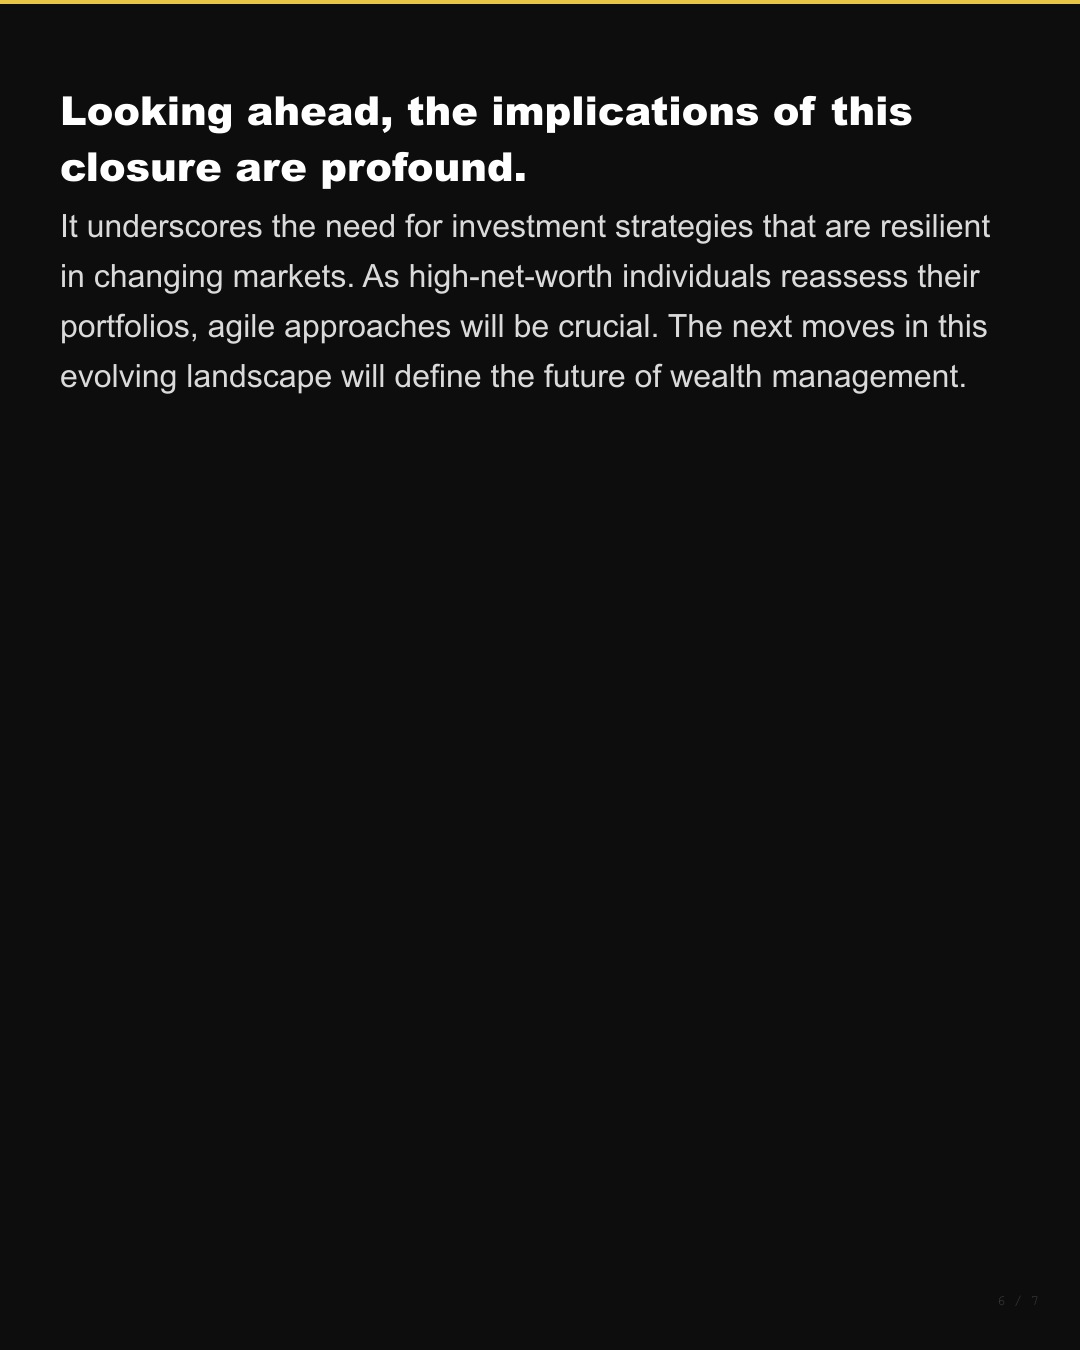 Looking ahead, the implications of this
closure are profound.
It underscores the need for investment strategies that are resilient
in changing markets. As high-net-worth individuals reassess their
portfolios, agile approaches will be crucial. The next moves in this
evolving landscape will define the future of wealth management.
6 / 7